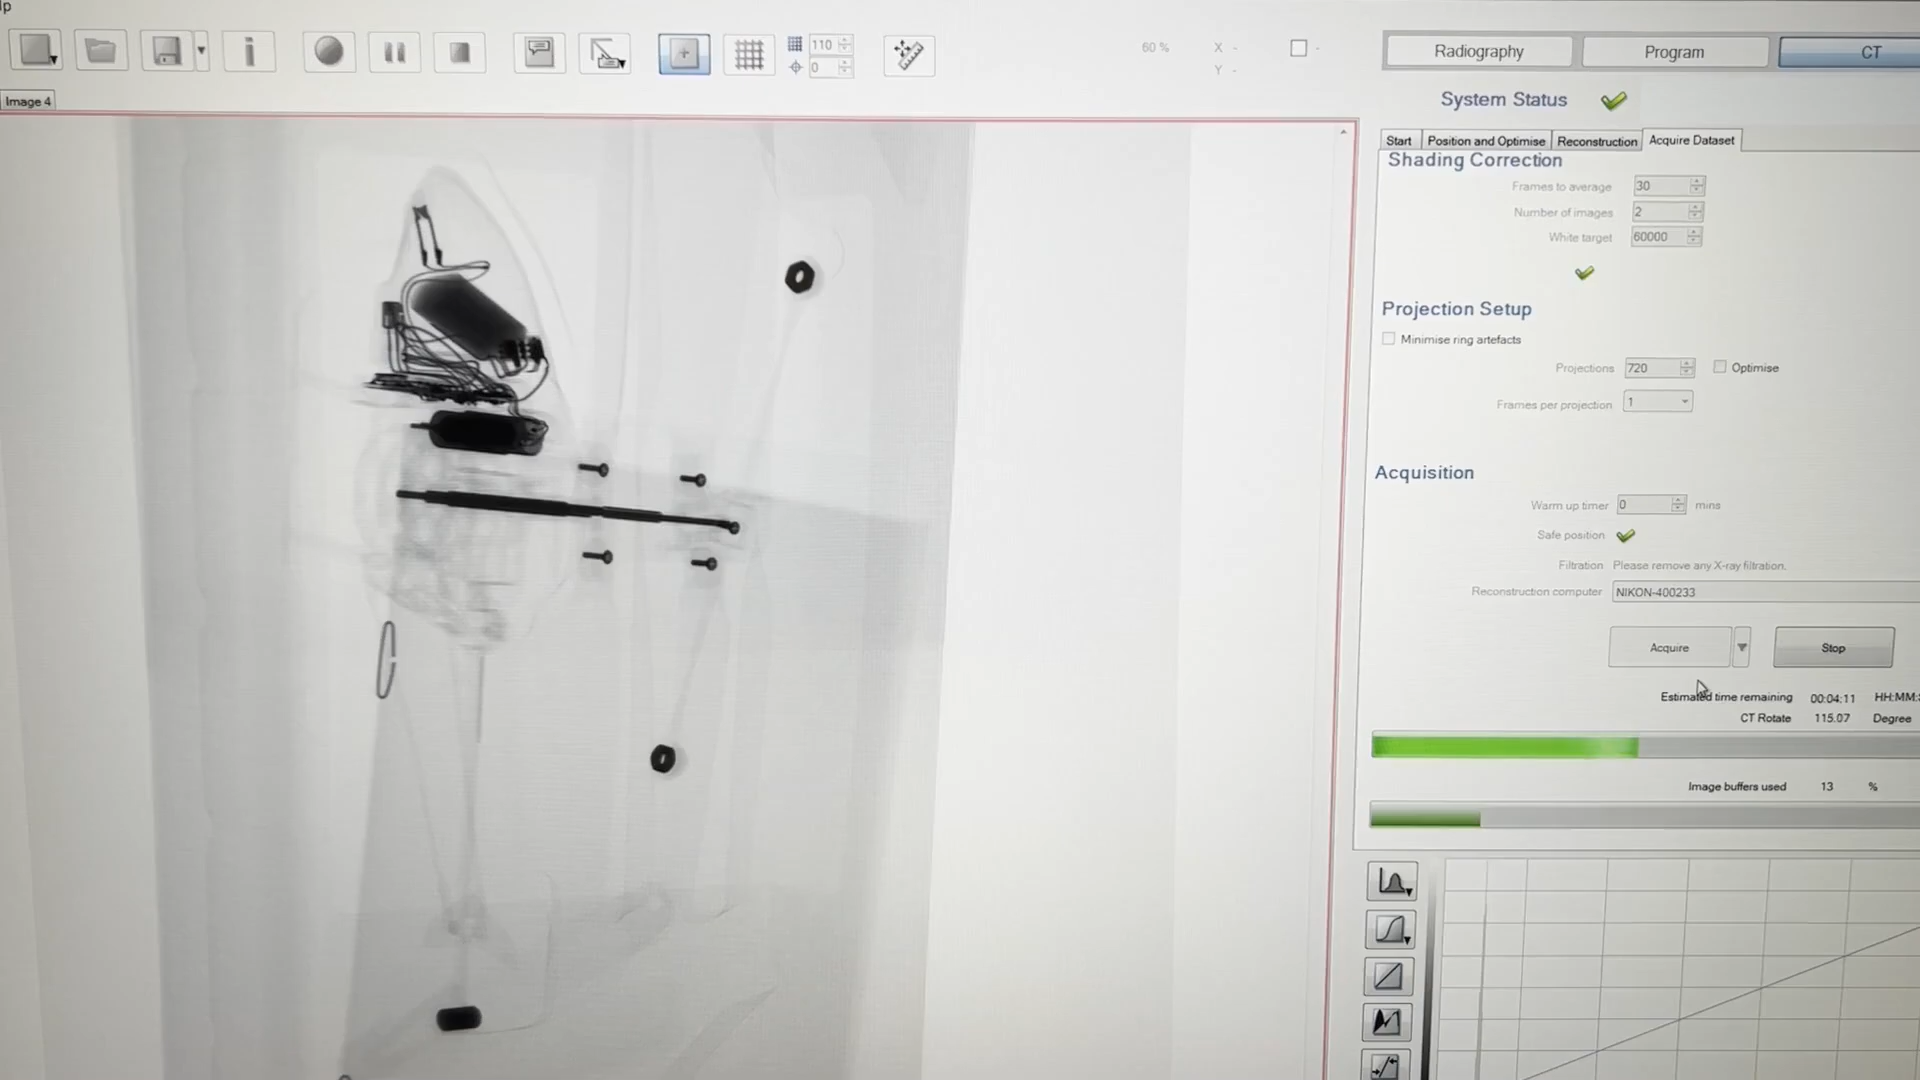 lp
110
60 %
X -
-
0
Y -
Radiography
Program
CT
Image 4
System Status
Start
Position and Optimise
Reconstruction
Acquire Dataset
Shading Correction
Frames to average 30
Number of images 2
White target 60000
Projection Setup
Minimise ring artefacts
Projections 720
Optimise
Frames per projection 1
Acquisition
Warm up timer 0 mins
Safe position
Filtration Please remove any X-ray filtration.
Reconstruction computer NIKON-400233
Acquire
Stop
Estimated time remaining 00:04:11 HH:MM:
CT Rotate 115.07 Degree
Image buffers used 13 %